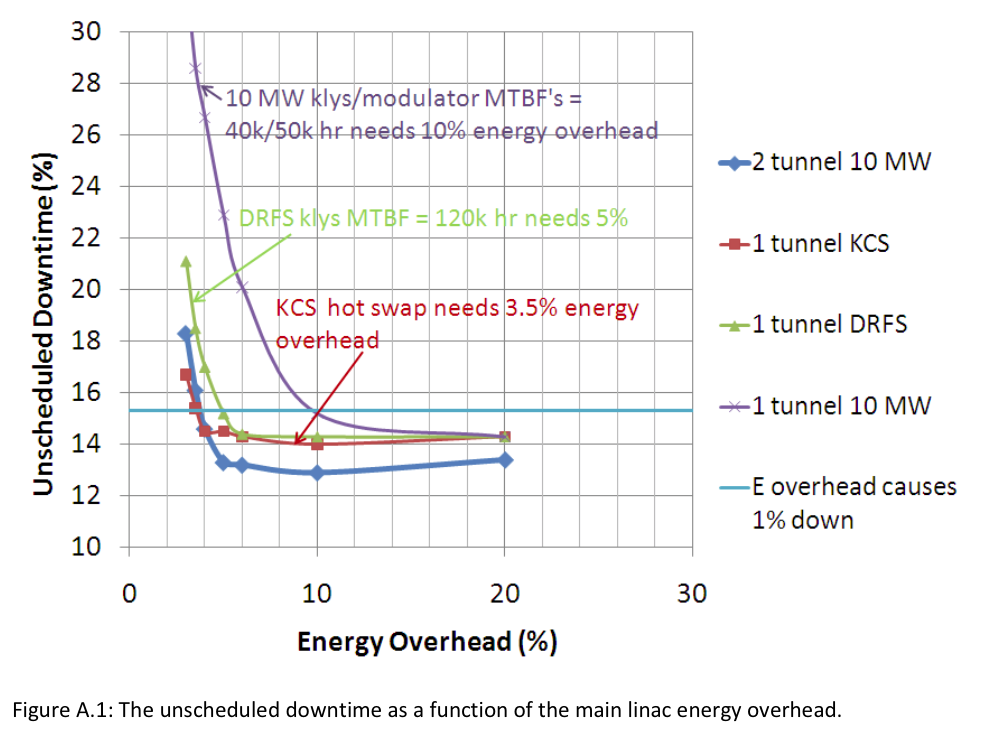 30
28
26
24
22
20
18
16
14
12
10
0
10
20
30
Unscheduled Downtime (%)
Energy Overhead (%)
10 MW klys/modulator MTBF's =
40k/50k hr needs 10% energy overhead
DRFS klys MTBF = 120k hr needs 5%
KCS hot swap needs 3.5% energy
overhead
2 tunnel 10 MW
1 tunnel KCS
1 tunnel DRFS
1 tunnel 10 MW
E overhead causes
1% down
Figure A.1: The unscheduled downtime as a function of the main linac energy overhead.